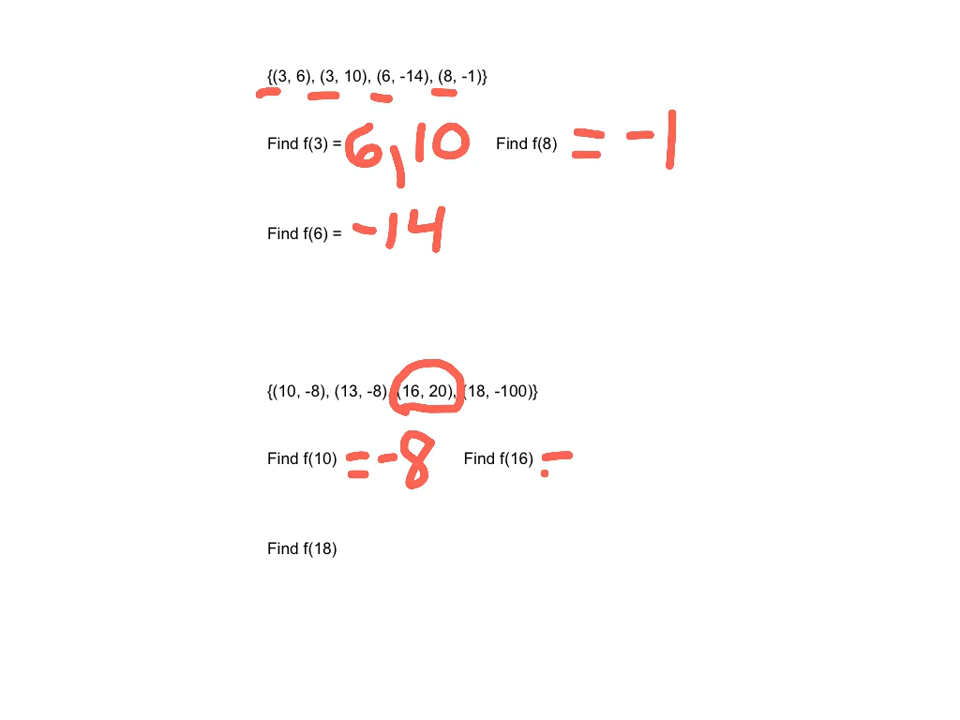 {(3, 6), (3, 10), (6, -14), (8, -1)}
Find f(3) = 6,10 Find f(8) = -1
Find f(6) = -14
{(10, -8), (13, -8), (16, 20), (18, -100)}
Find f(10) = -8 Find f(16) =
Find f(18)